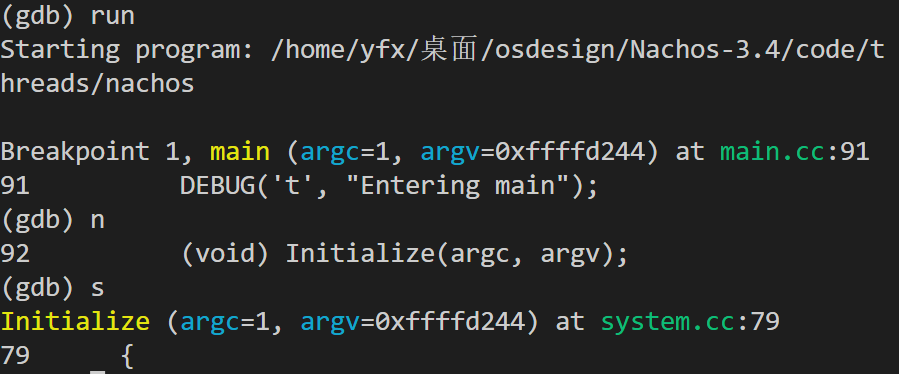 (gdb) run
Starting program: /home/yfx/桌面/osdesign/Nachos-3.4/code/t
hreads/nachos
Breakpoint 1, main (argc=1, argv=0xffffd244) at main.cc:91
91          DEBUG('t', "Entering main");
(gdb) n
92          (void) Initialize(argc, argv);
(gdb) s
Initialize (argc=1, argv=0xffffd244) at system.cc:79
79      {